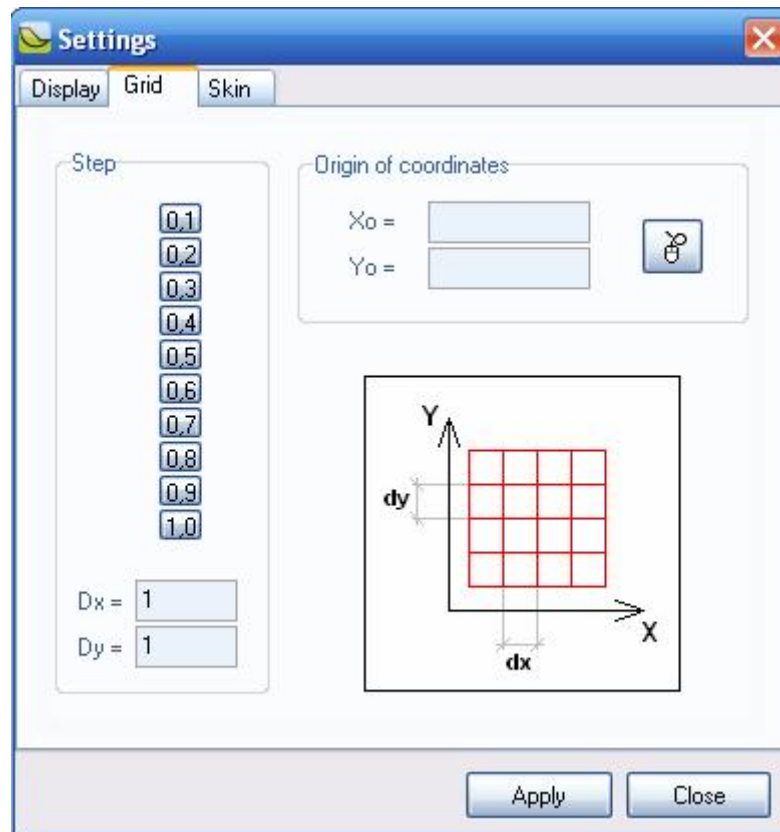 Settings
Display Grid Skin
Step
0,1
0,2
0,3
0,4
0,5
0,6
0,7
0,8
0,9
1,0
Dx = 1
Dy = 1
Origin of coordinates
Xo =
Yo =
Y
dy
X
dx
Apply Close